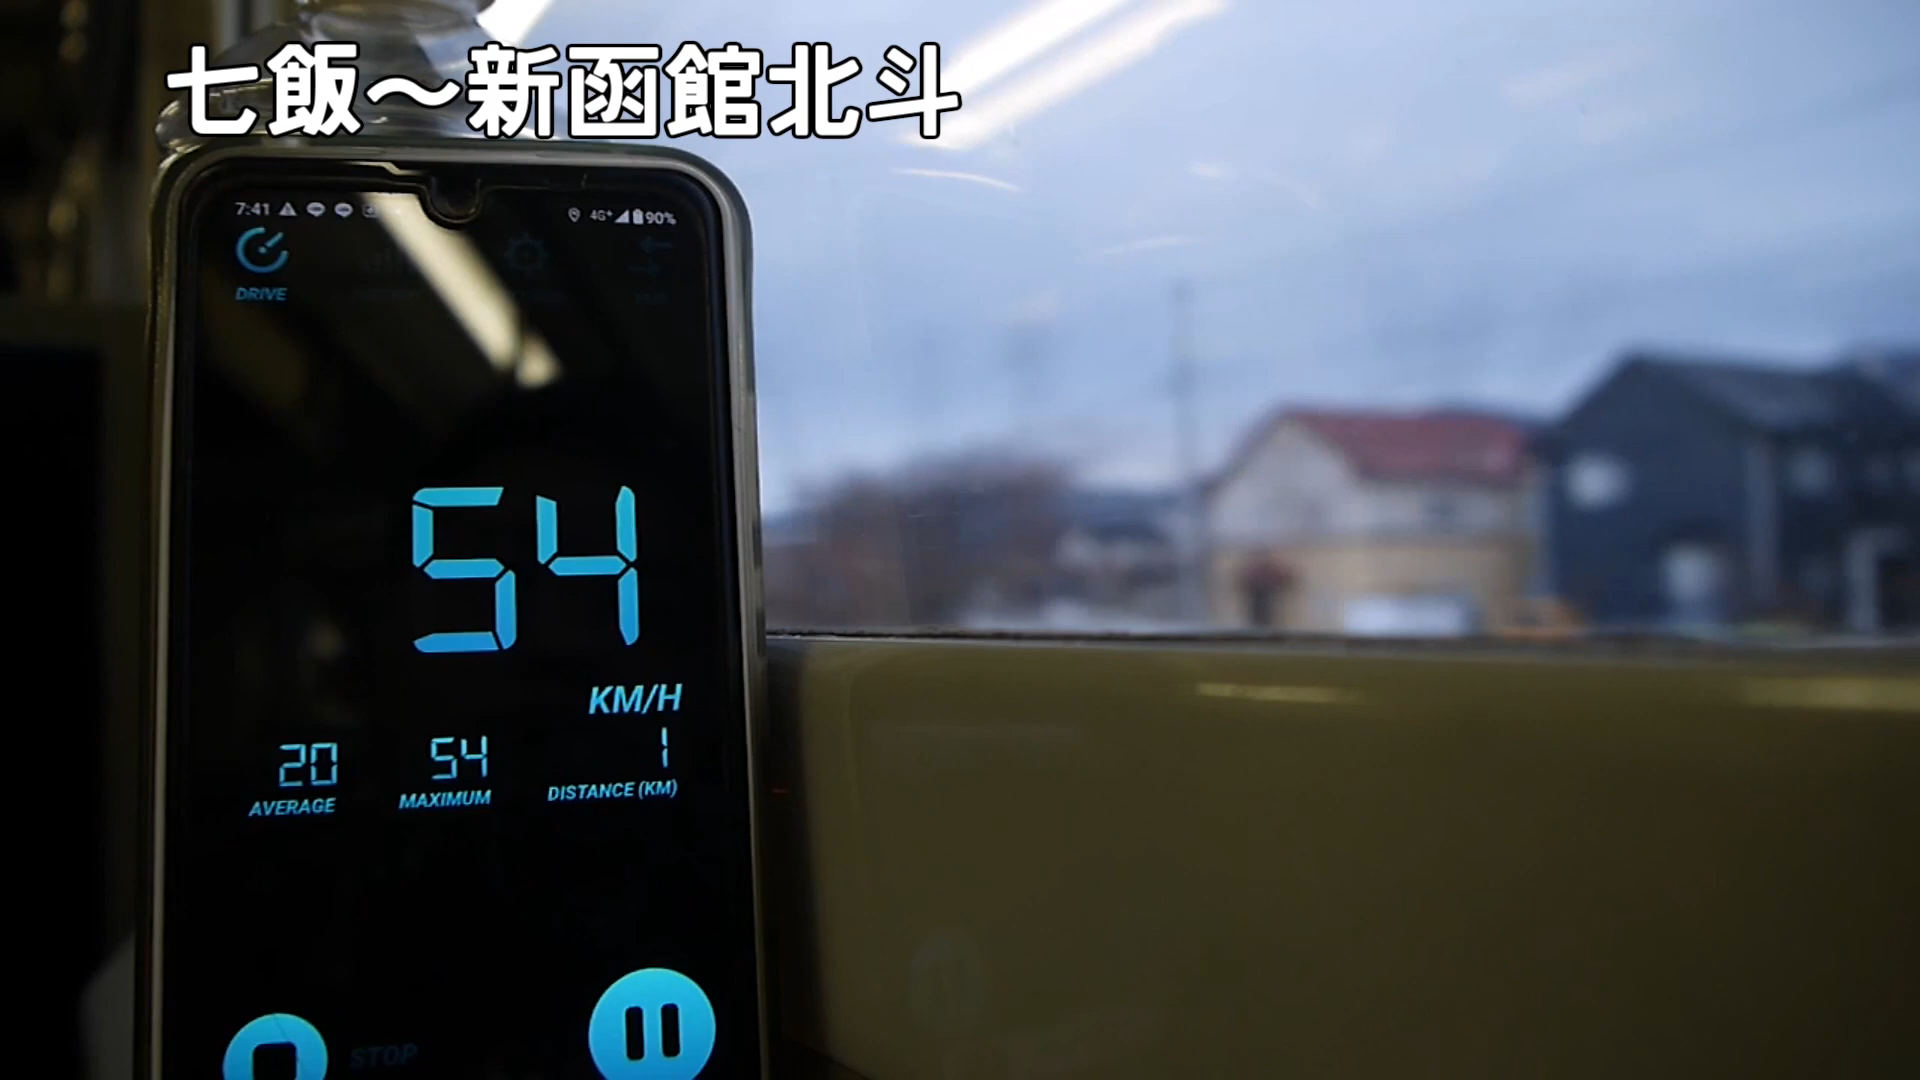 七飯～新函館北斗
7:41 4G+ 90%
DRIVE
54
KM/H
20 54 1
AVERAGE MAXIMUM DISTANCE (KM)
STOP